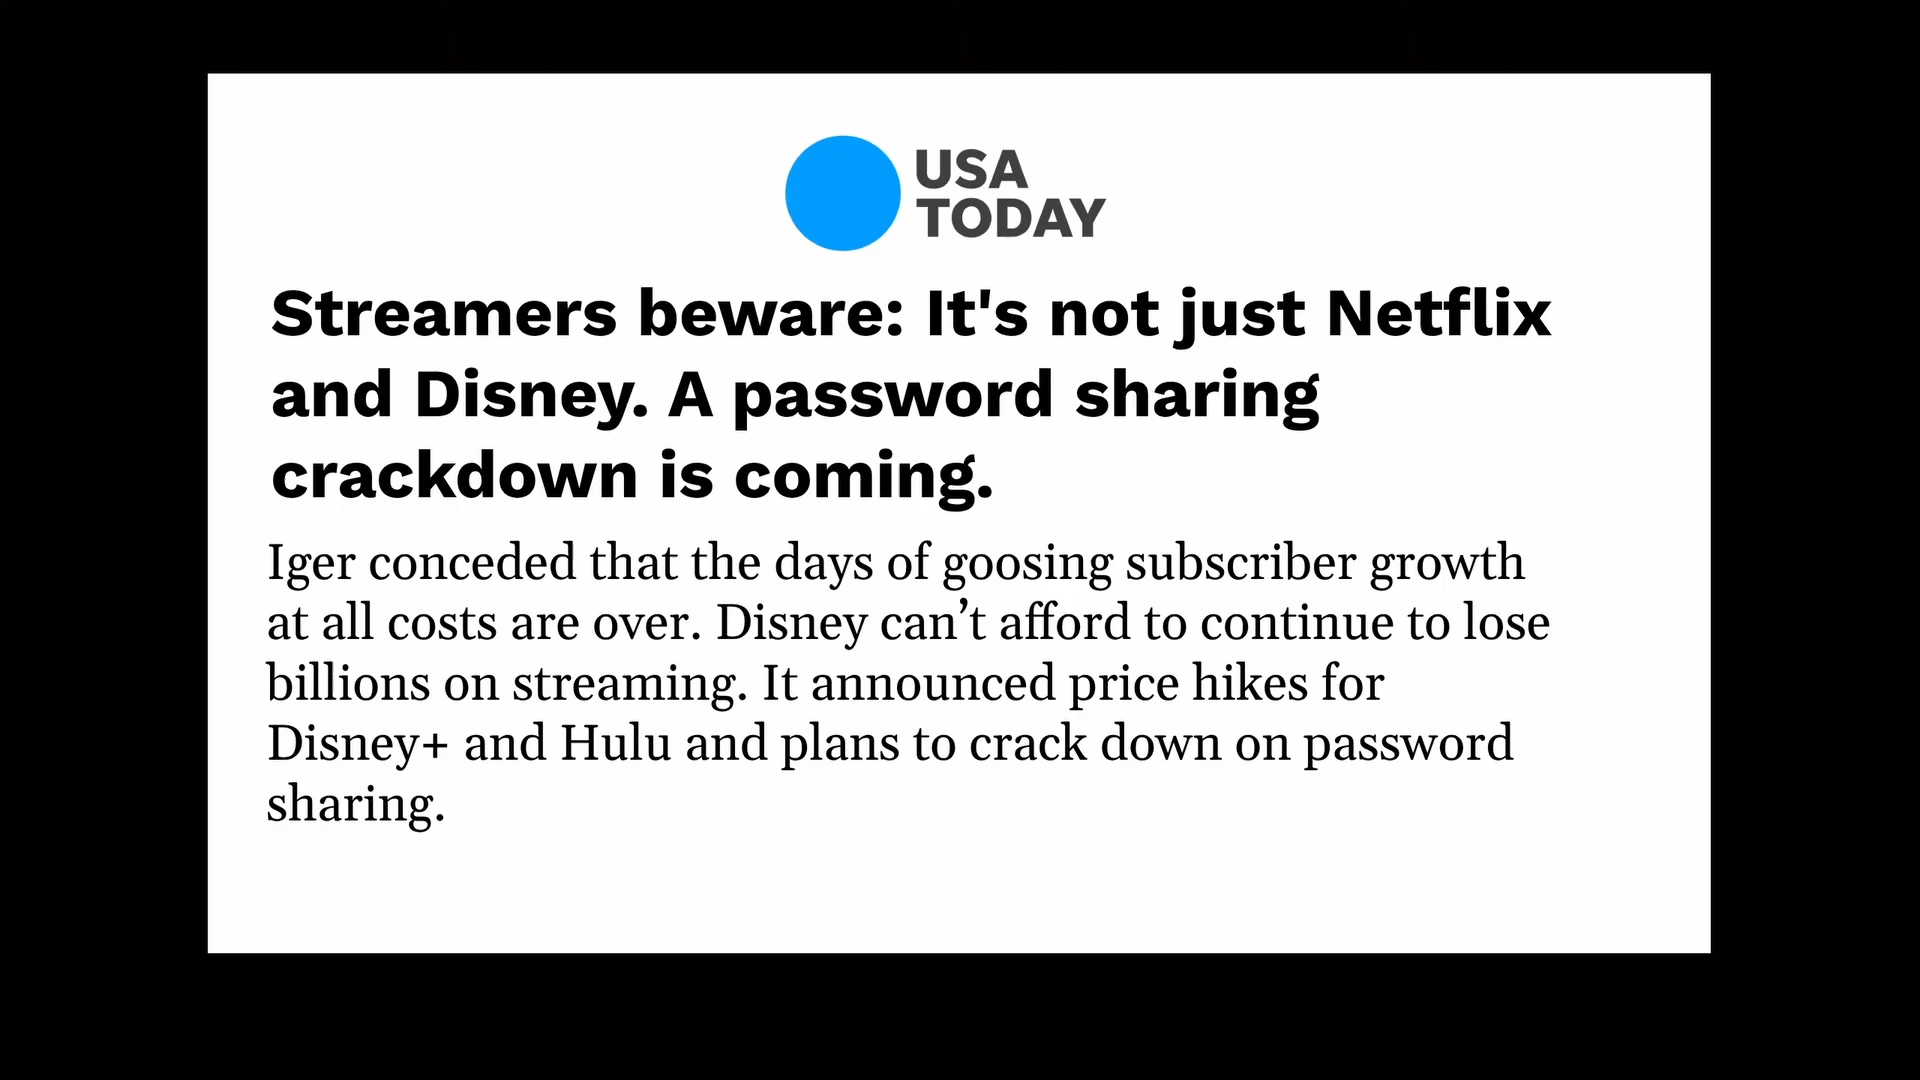 USA
TODAY
Streamers beware: It's not just Netflix
and Disney. A password sharing
crackdown is coming.
Iger conceded that the days of goosing subscriber growth
at all costs are over. Disney can’t afford to continue to lose
billions on streaming. It announced price hikes for
Disney+ and Hulu and plans to crack down on password
sharing.